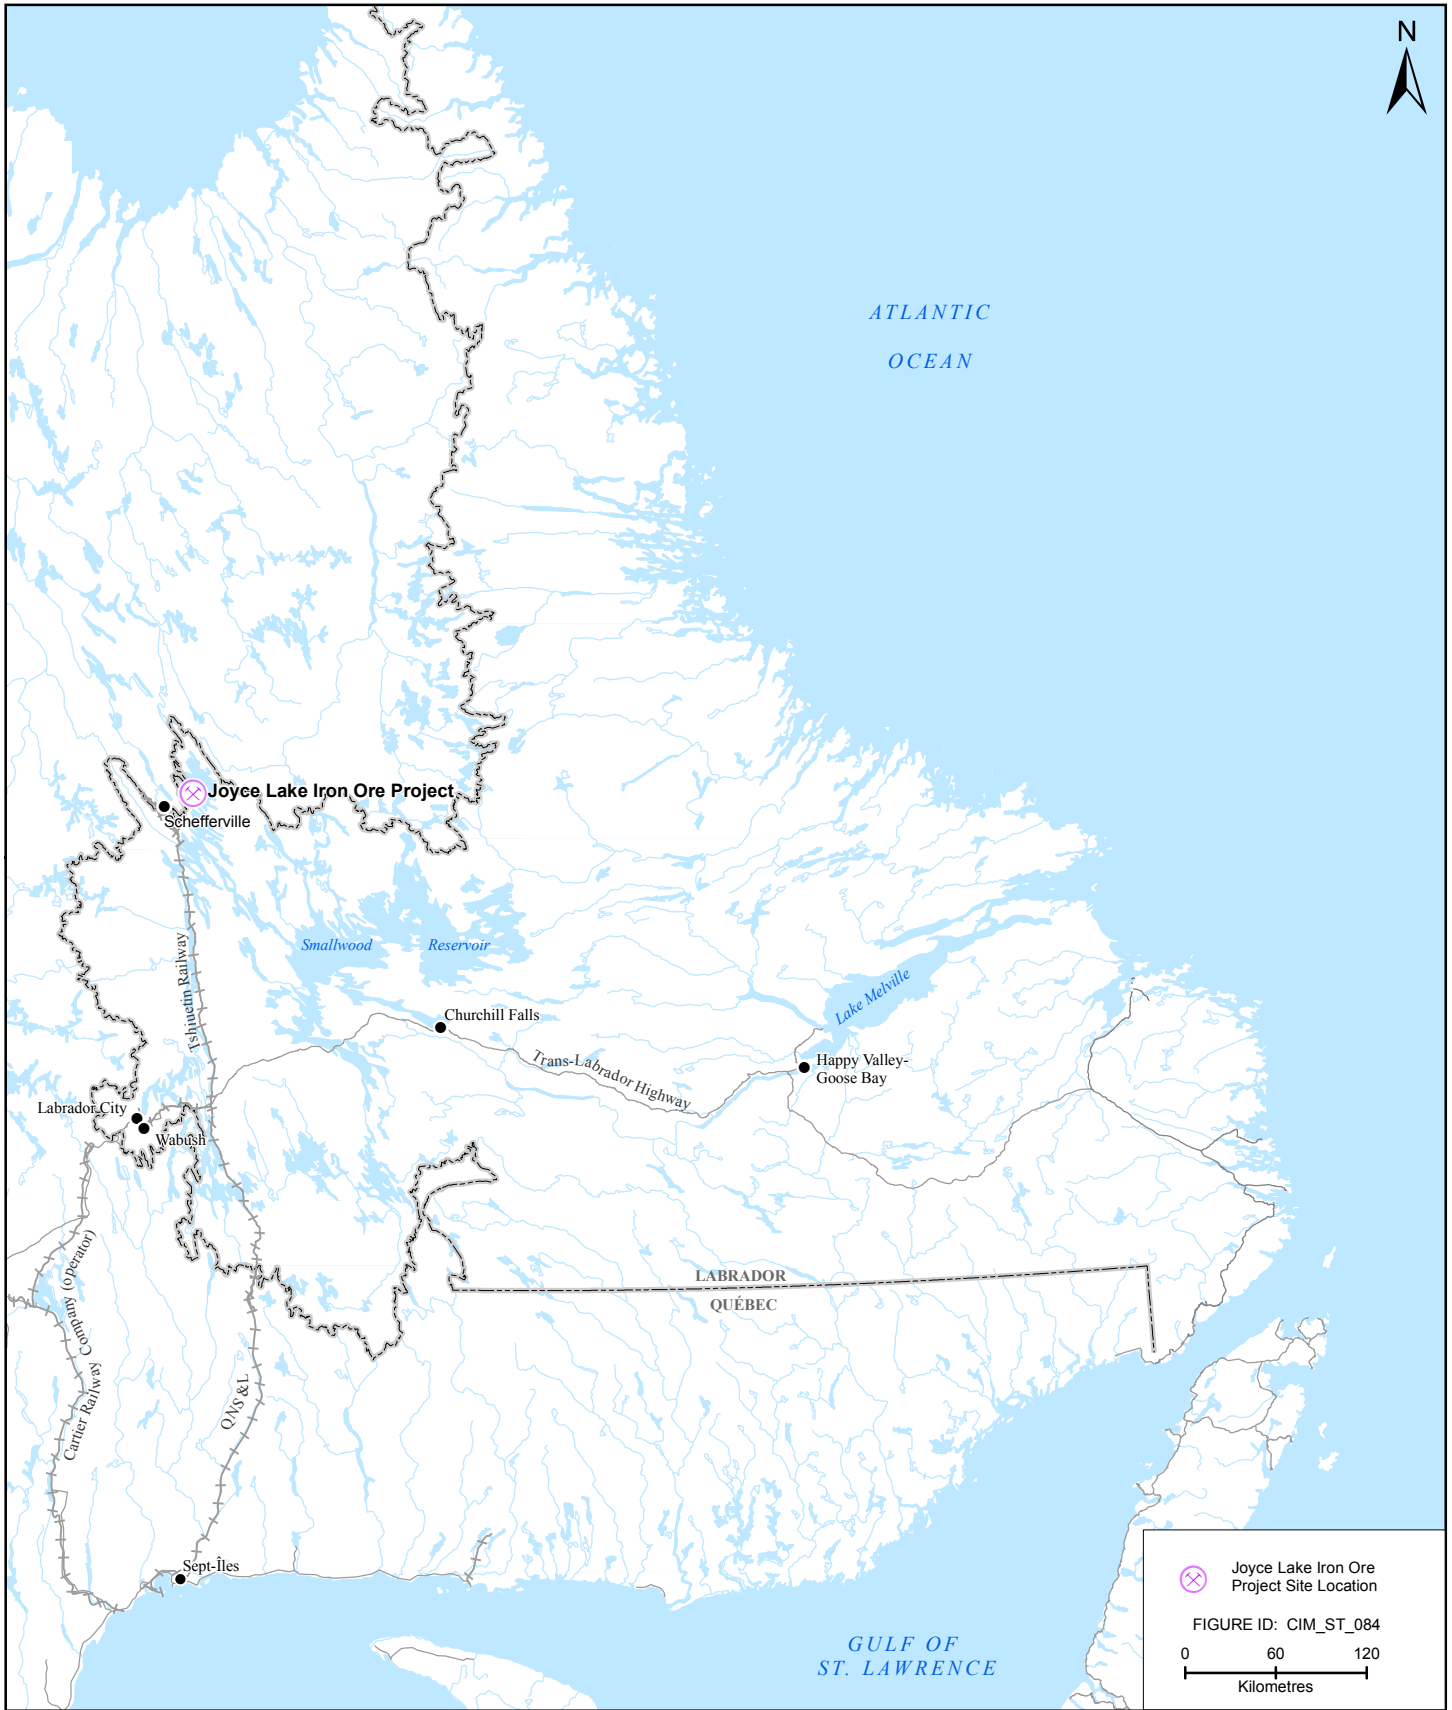 N
ATLANTIC
OCEAN
Joyce Lake Iron Ore Project
Schefferville
Smallwood
Reservoir
Tshiuetin Railway
Lake Melville
Churchill Falls
Trans-Labrador Highway
Happy Valley-
Goose Bay
Labrador City
Wabush
LABRADOR
QUÉBEC
Cartier Railway Company (operator)
QNS&L
Sept-Îles
GULF OF
ST. LAWRENCE
Joyce Lake Iron Ore
Project Site Location
FIGURE ID: CIM_ST_084
0 60 120
Kilometres